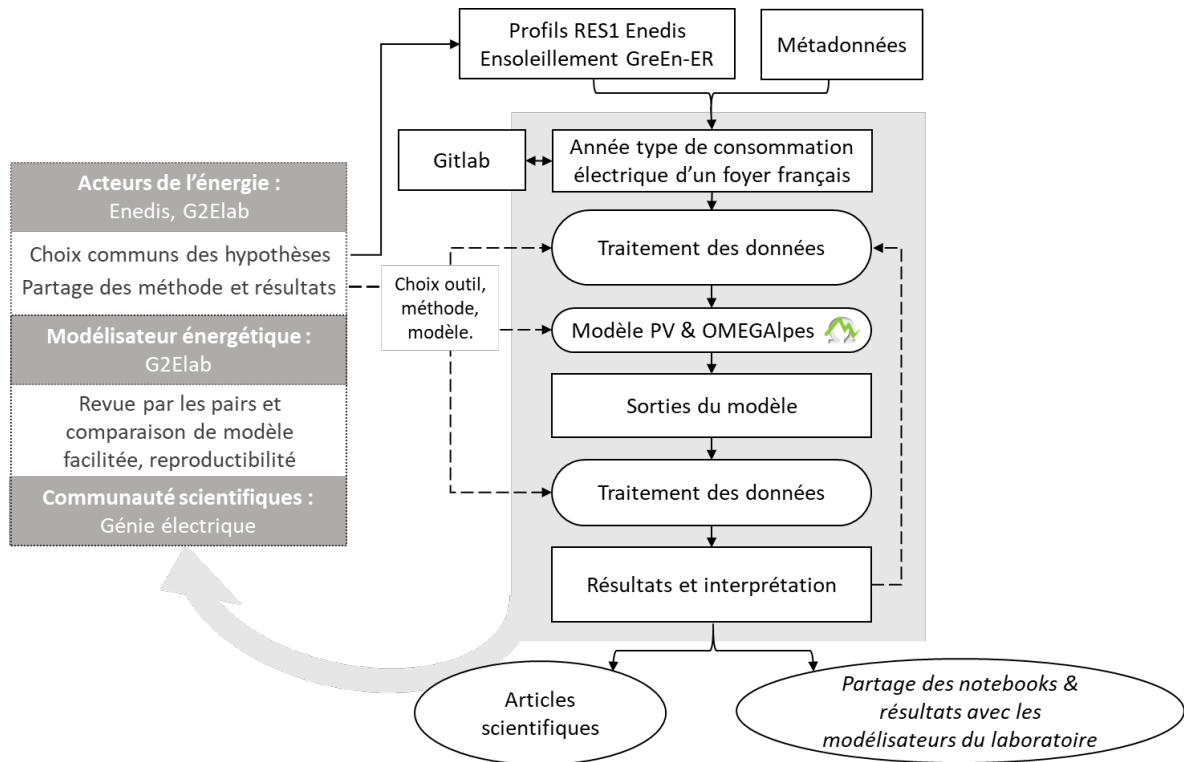 Profils RES1 Enedis
Ensoleillement GreEn-ER
Métadonnées
Gitlab
Année type de consommation
électrique d'un foyer français
Acteurs de l'énergie :
Enedis, G2Elab
Choix communs des hypothèses
Partage des méthode et résultats
Modélisateur énergétique :
G2Elab
Revue par les pairs et
comparaison de modèle
facilitée, reproductibilité
Communauté scientifiques :
Génie électrique
Choix outil,
méthode,
modèle.
Traitement des données
Modèle PV & OMEGAlpes
Sorties du modèle
Traitement des données
Résultats et interprétation
Articles
scientifiques
Partage des notebooks &
résultats avec les
modélisateurs du laboratoire